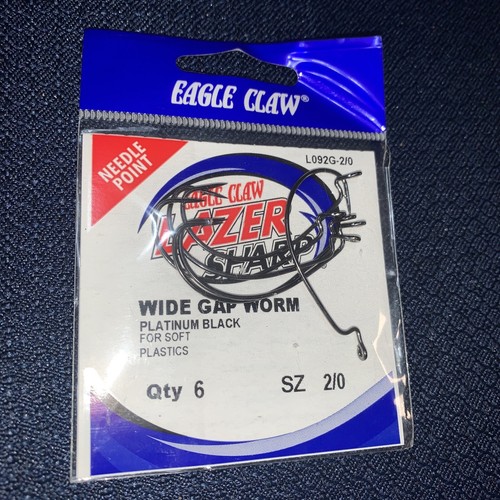 EAGLE CLAW®
NEEDLE
POINT
L092G-2/0
EAGLE CLAW
LAZER
SHARP
WIDE GAP WORM
PLATINUM BLACK
FOR SOFT
PLASTICS
Qty 6 SZ 2/0